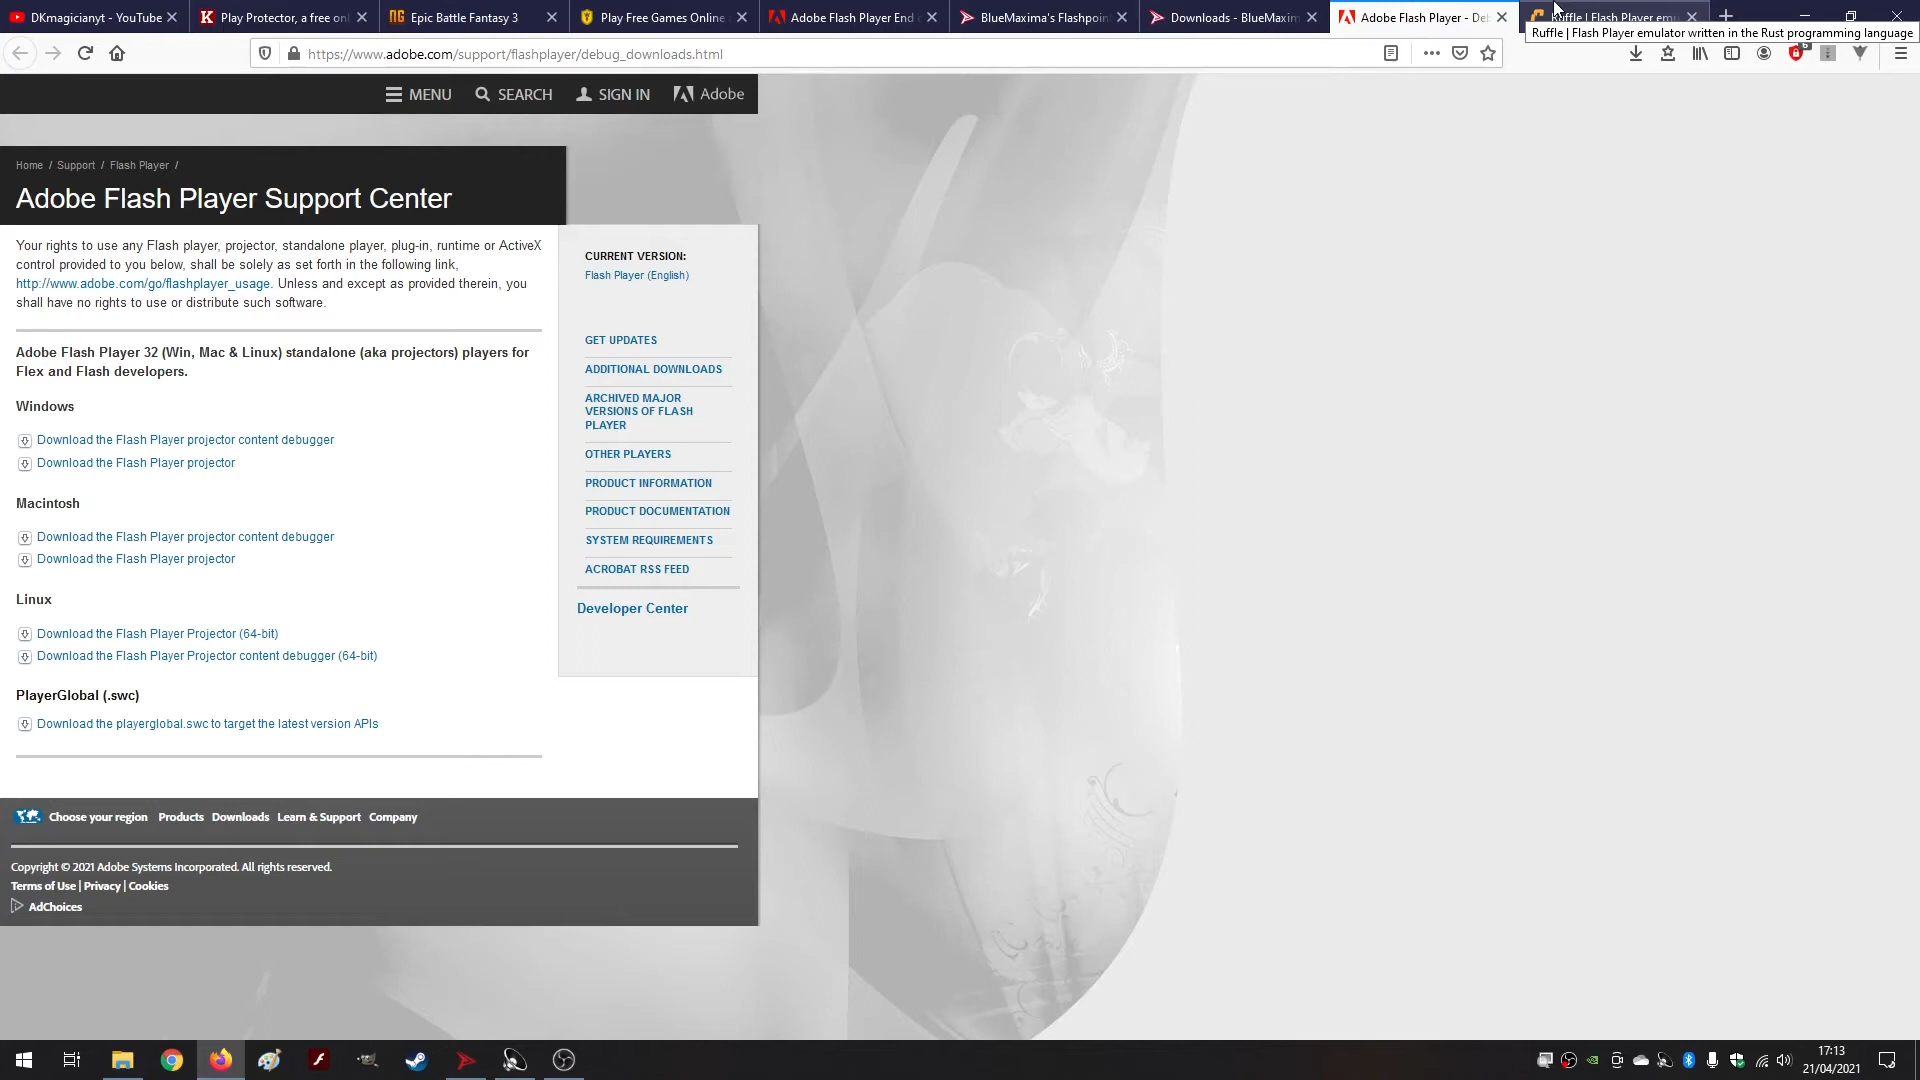 DKmagicianyt - YouTube
Play Protector, a free onl
Epic Battle Fantasy 3
Play Free Games Online
Adobe Flash Player End o
BlueMaxima's Flashpoin
Downloads - BlueMaxim
Adobe Flash Player - Deb
Ruffle | Flash Player emu
Ruffle | Flash Player emulator written in the Rust programming language
https://www.adobe.com/support/flashplayer/debug_downloads.html
MENU
SEARCH
SIGN IN
Adobe
Home / Support / Flash Player /
Adobe Flash Player Support Center
Your rights to use any Flash player, projector, standalone player, plug-in, runtime or ActiveX
control provided to you below, shall be solely as set forth in the following link,
http://www.adobe.com/go/flashplayer_usage. Unless and except as provided therein, you
shall have no rights to use or distribute such software.
Adobe Flash Player 32 (Win, Mac & Linux) standalone (aka projectors) players for
Flex and Flash developers.
Windows
Download the Flash Player projector content debugger
Download the Flash Player projector
Macintosh
Download the Flash Player projector content debugger
Download the Flash Player projector
Linux
Download the Flash Player Projector (64-bit)
Download the Flash Player Projector content debugger (64-bit)
PlayerGlobal (.swc)
Download the playerglobal.swc to target the latest version APIs
CURRENT VERSION:
Flash Player (English)
GET UPDATES
ADDITIONAL DOWNLOADS
ARCHIVED MAJOR
VERSIONS OF FLASH
PLAYER
OTHER PLAYERS
PRODUCT INFORMATION
PRODUCT DOCUMENTATION
SYSTEM REQUIREMENTS
ACROBAT RSS FEED
Developer Center
Choose your region Products Downloads Learn & Support Company
Copyright © 2021 Adobe Systems Incorporated. All rights reserved.
Terms of Use | Privacy | Cookies
AdChoices
17:13
21/04/2021